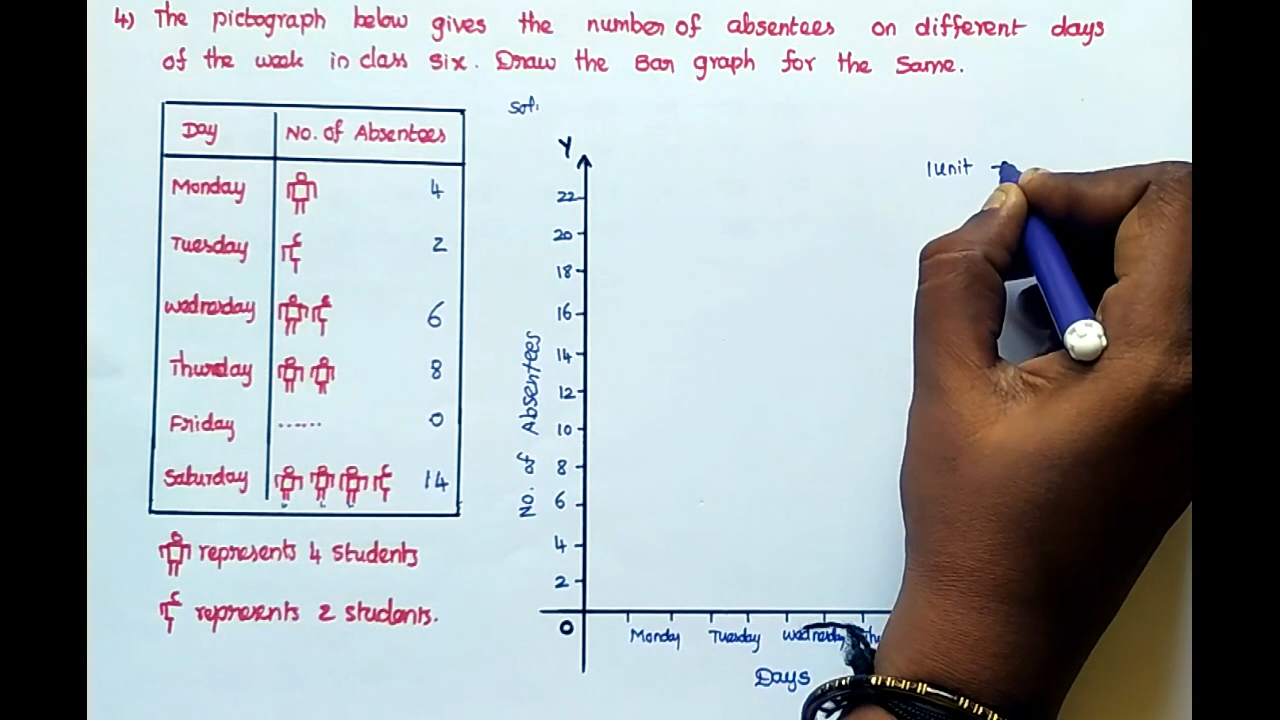 4) The pictograph below gives the number of absentees on different days
of the week in class six. Draw the Bar graph for the same.
Day No. of Absentees
Monday 4
Tuesday 2
Wednesday 6
Thursday 8
Friday ...... 0
Saturday 14
represents 4 students
represents 2 students.
Sol:
Y
22
20
18
16
14
12
10
8
6
4
2
0
No. of Absentees
Monday Tuesday Wednesday Thu
Days
1unit